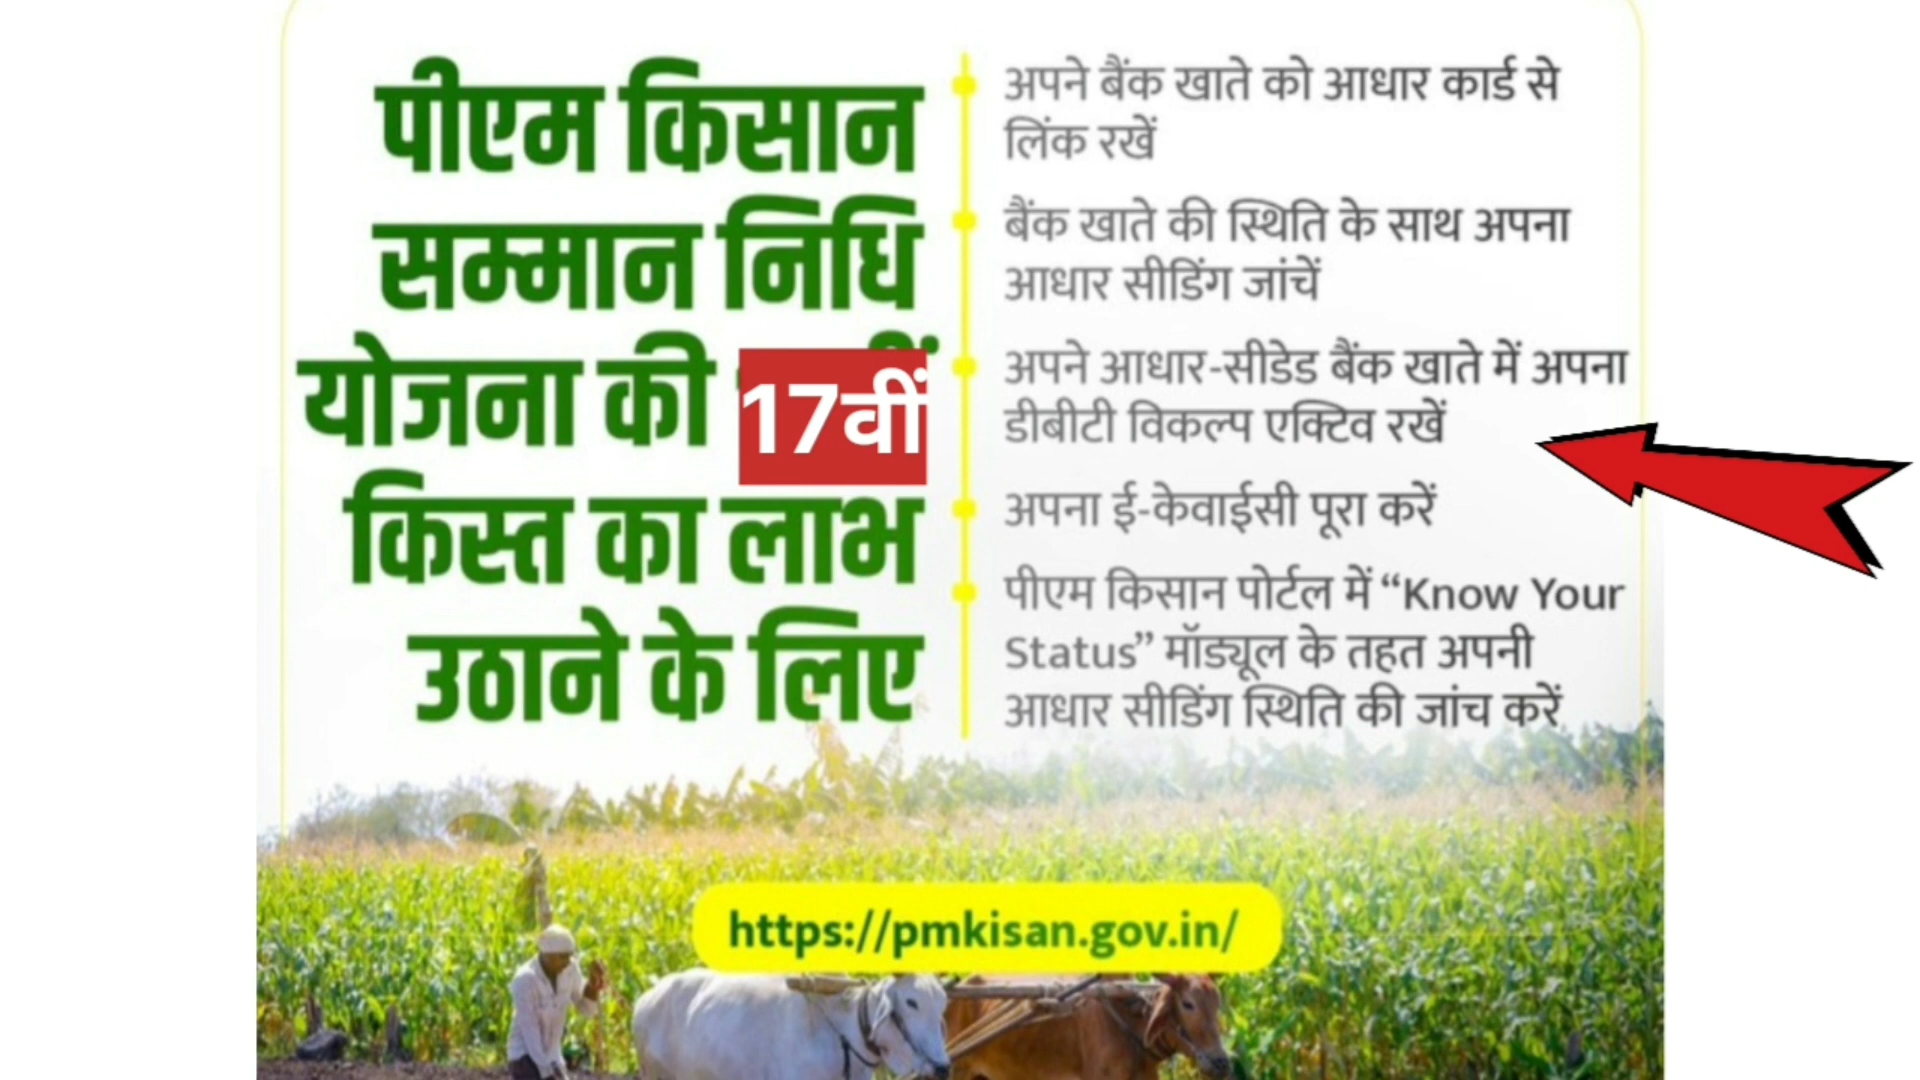 पीएम किसान
सम्मान निधि
योजना की 17वीं
किस्त का लाभ
उठाने के लिए
अपने बैंक खाते को आधार कार्ड से
लिंक रखें
बैंक खाते की स्थिति के साथ अपना
आधार सीडिंग जांचें
अपने आधार-सीडेड बैंक खाते में अपना
डीबीटी विकल्प एक्टिव रखें
अपना ई-केवाईसी पूरा करें
पीएम किसान पोर्टल में “Know Your
Status” मॉड्यूल के तहत अपनी
आधार सीडिंग स्थिति की जांच करें
https://pmkisan.gov.in/